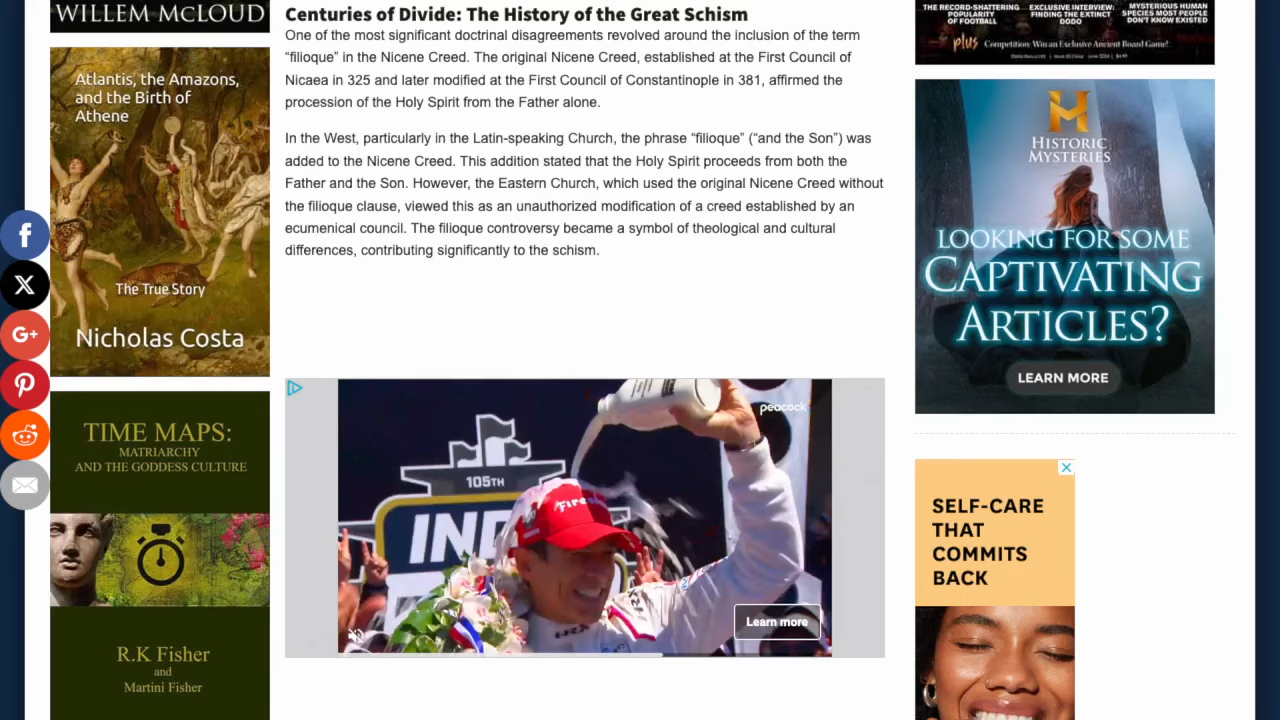 WILLEM MCLOUD
Atlantis, the Amazons,
and the Birth of
Athene
The True Story
Nicholas Costa
TIME MAPS:
MATRIARCHY
AND THE GODDESS CULTURE
R.K Fisher
and
Martini Fisher
Centuries of Divide: The History of the Great Schism
One of the most significant doctrinal disagreements revolved around the inclusion of the term
“filioque” in the Nicene Creed. The original Nicene Creed, established at the First Council of
Nicaea in 325 and later modified at the First Council of Constantinople in 381, affirmed the
procession of the Holy Spirit from the Father alone.
In the West, particularly in the Latin-speaking Church, the phrase “filioque” (“and the Son”) was
added to the Nicene Creed. This addition stated that the Holy Spirit proceeds from both the
Father and the Son. However, the Eastern Church, which used the original Nicene Creed without
the filioque clause, viewed this as an unauthorized modification of a creed established by an
ecumenical council. The filioque controversy became a symbol of theological and cultural
differences, contributing significantly to the schism.
peacock
105TH
IND
Firestone
Learn more
THE RECORD-SHATTERING
POPULARITY
OF FOOTBALL
EXCLUSIVE INTERVIEW:
FINDING THE EXTINCT
DODO
MYSTERIOUS HUMAN
SPECIES MOST PEOPLE
DON'T KNOW EXISTED
plus Competition: Win an Exclusive Ancient Board Game!
HISTORIC
MYSTERIES
LOOKING FOR SOME
CAPTIVATING
ARTICLES?
LEARN MORE
SELF-CARE
THAT
COMMITS
BACK